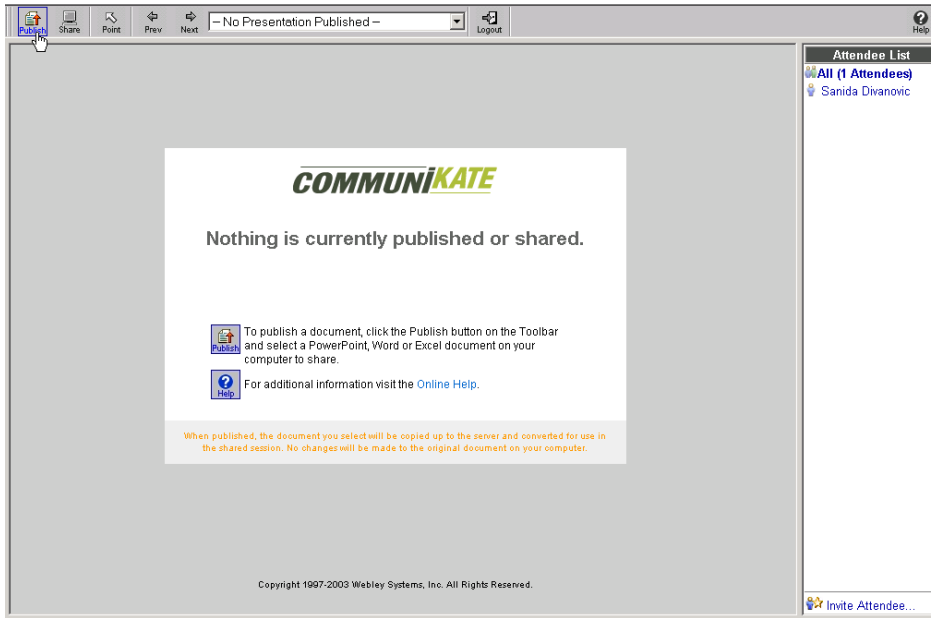 Publish Share Point Prev Next – No Presentation Published – Logout Help
Attendee List
All (1 Attendees)
Sanida Divanovic
COMMUNiKATE
Nothing is currently published or shared.
Publish
To publish a document, click the Publish button on the Toolbar
and select a PowerPoint, Word or Excel document on your
computer to share.
Help
For additional information visit the Online Help.
When published, the document you select will be copied up to the server and converted for use in
the shared session. No changes will be made to the original document on your computer.
Copyright 1997-2003 Webley Systems, Inc. All Rights Reserved.
Invite Attendee...